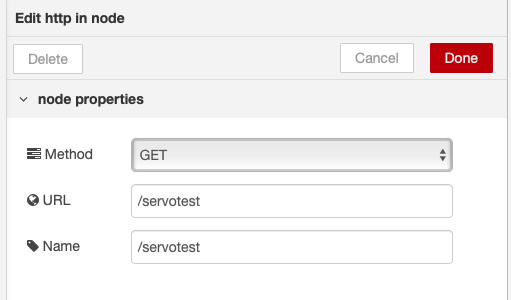 Edit http in node
Delete
Cancel
Done
node properties
Method
GET
URL
/servotest
Name
/servotest